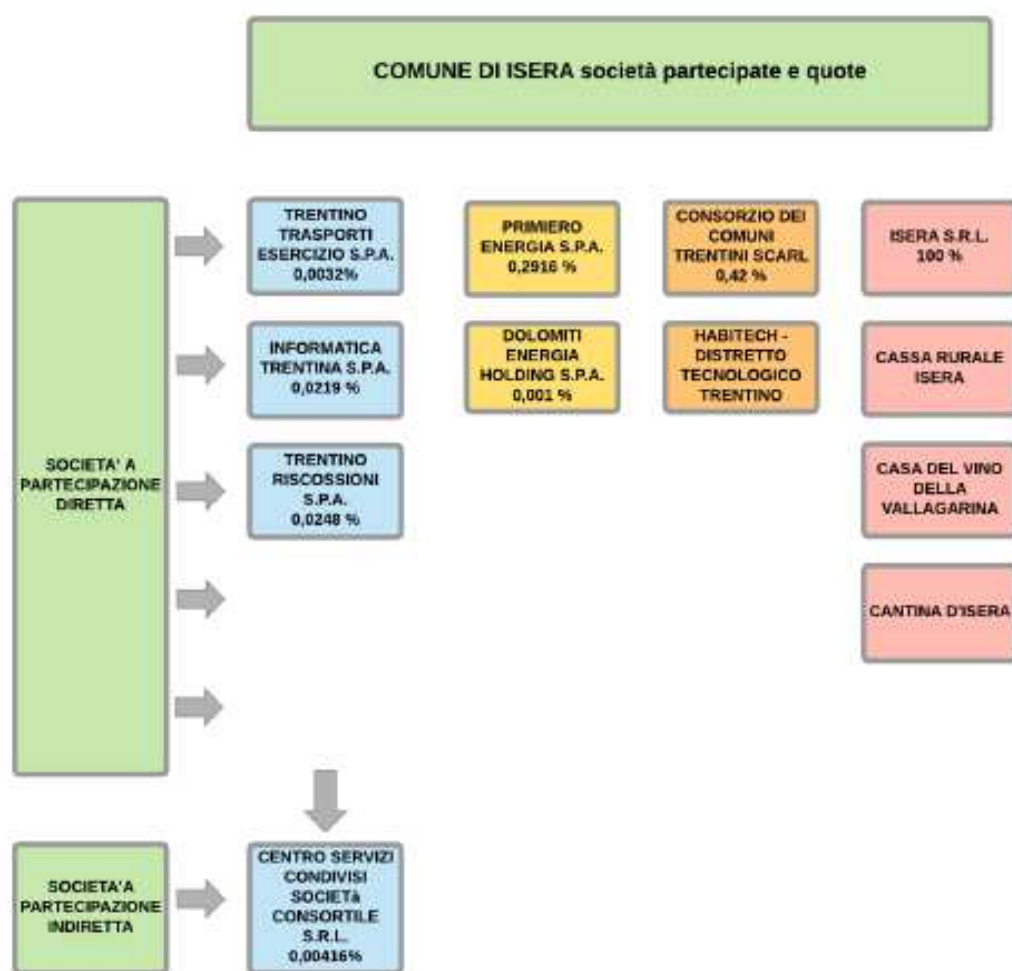 COMUNE DI ISERA società partecipate e quote
SOCIETA' A
PARTECIPAZIONE
DIRETTA
TRENTINO
TRASPORTI
ESERCIZIO S.P.A.
0,0032%
PRIMIERO
ENERGIA S.P.A.
0,2916 %
CONSORZIO DEI
COMUNI
TRENTINI SCARL
0,42 %
ISERA S.R.L.
100 %
INFORMATICA
TRENTINA S.P.A.
0,0219 %
DOLOMITI
ENERGIA
HOLDING S.P.A.
0,001 %
HABITECH -
DISTRETTO
TECNOLOGICO
TRENTINO
CASSA RURALE
ISERA
TRENTINO
RISCOSSIONI
S.P.A.
0,0248 %
CASA DEL VINO
DELLA
VALLAGARINA
CANTINA D'ISERA
SOCIETA'A
PARTECIPAZIONE
INDIRETTA
CENTRO SERVIZI
CONDIVISI
SOCIETà
CONSORTILE
S.R.L.
0,00416%